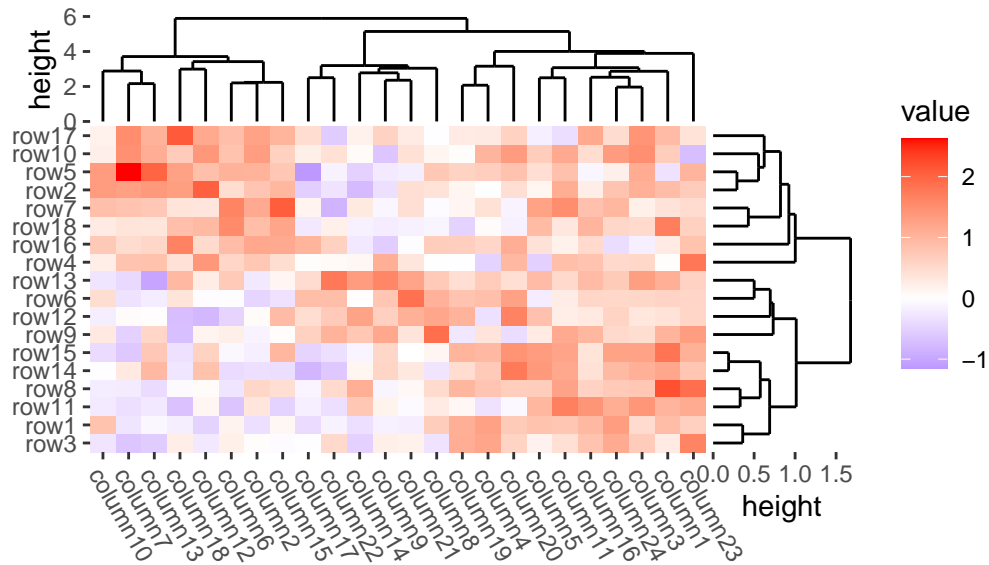 6
4
2
0
height
row17
row10
row5
row2
row7
row18
row16
row4
row13
row6
row12
row9
row15
row14
row8
row11
row1
row3
column10
column7
column13
column18
column12
column6
column2
column15
column17
column22
column14
column9
column21
column8
column19
column4
column20
column5
column11
column16
column24
column3
column1
column23
0.0 0.5 1.0 1.5
height
value
2
1
0
−1